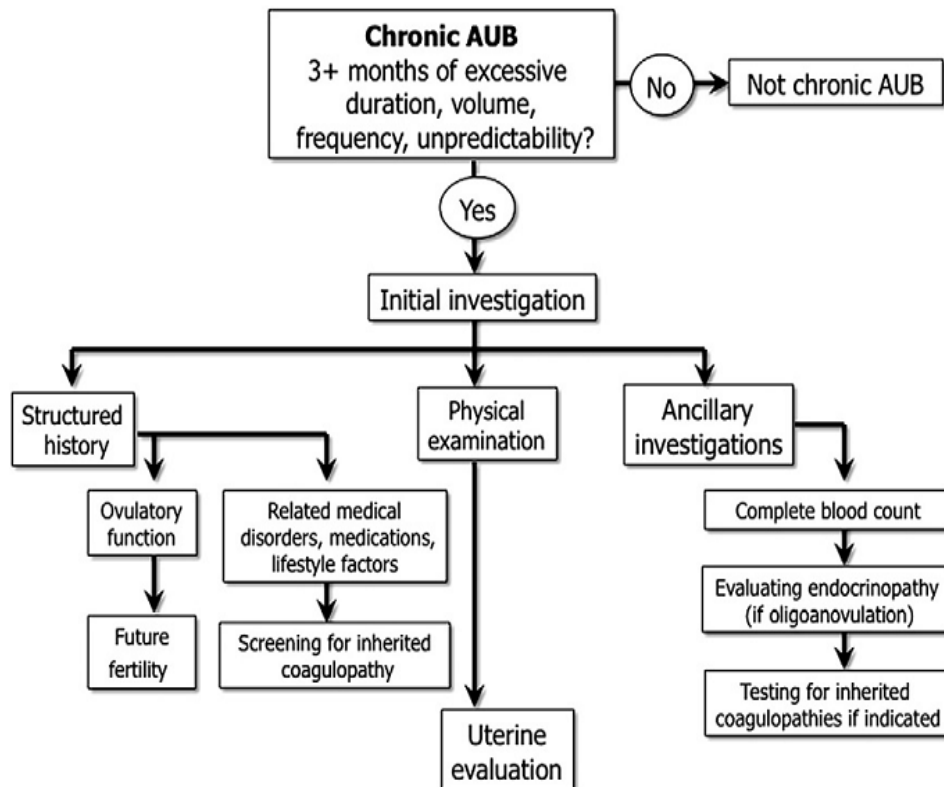 Chronic AUB
3+ months of excessive
duration, volume,
frequency, unpredictability?
No
Not chronic AUB
Yes
Initial investigation
Structured
history
Physical
examination
Ancillary
investigations
Ovulatory
function
Related medical
disorders, medications,
lifestyle factors
Complete blood count
Future
fertility
Screening for inherited
coagulopathy
Evaluating endocrinopathy
(if oligoanovulation)
Testing for inherited
coagulopathies if indicated
Uterine
evaluation